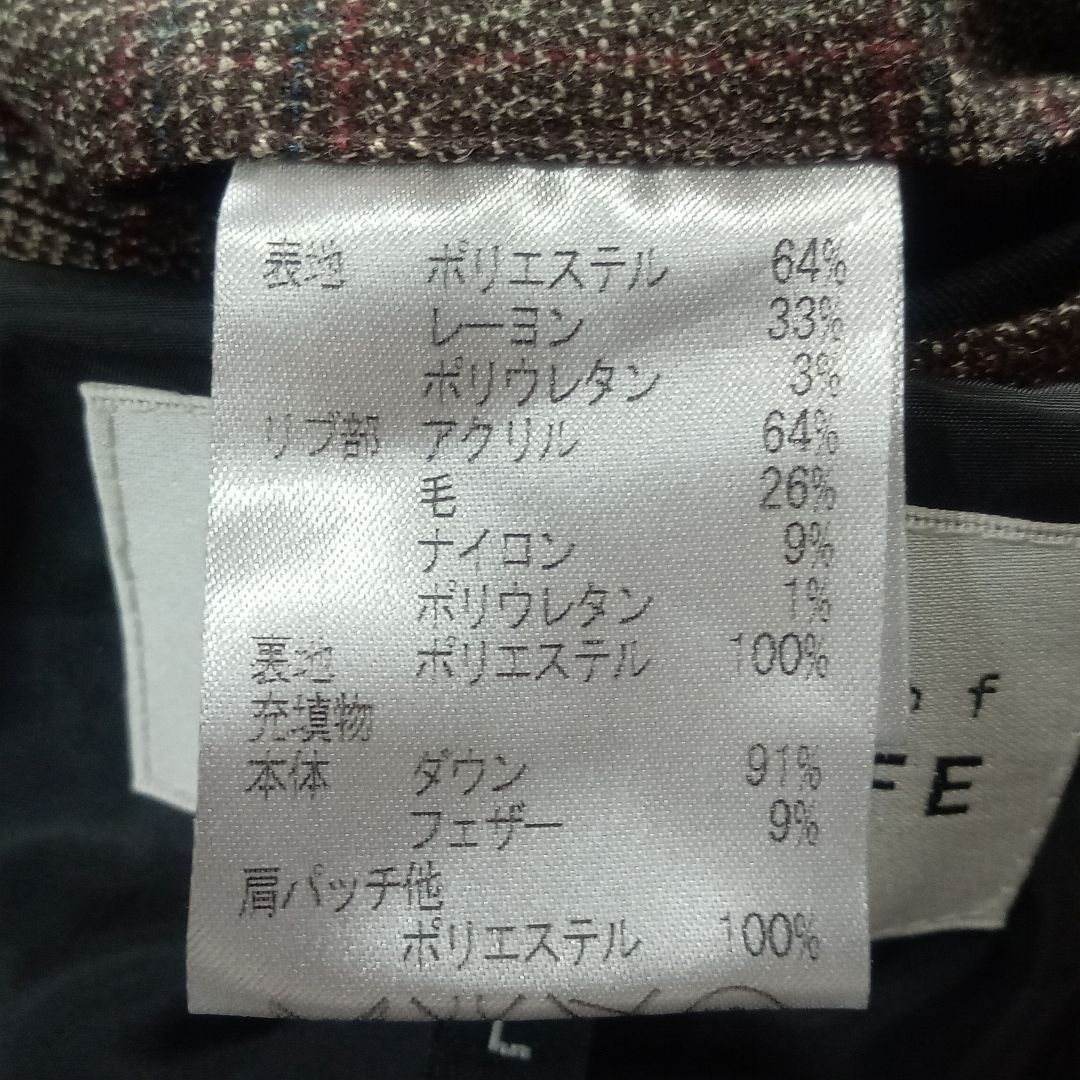 表地 ポリエステル 64%
レーヨン 33%
ポリウレタン 3%
リブ部 アクリル 64%
毛 26%
ナイロン 9%
ポリウレタン 1%
裏地 ポリエステル 100%
充填物
本体 ダウン 91%
フェザー 9%
肩パッチ他
ポリエステル 100%
f
FE
L